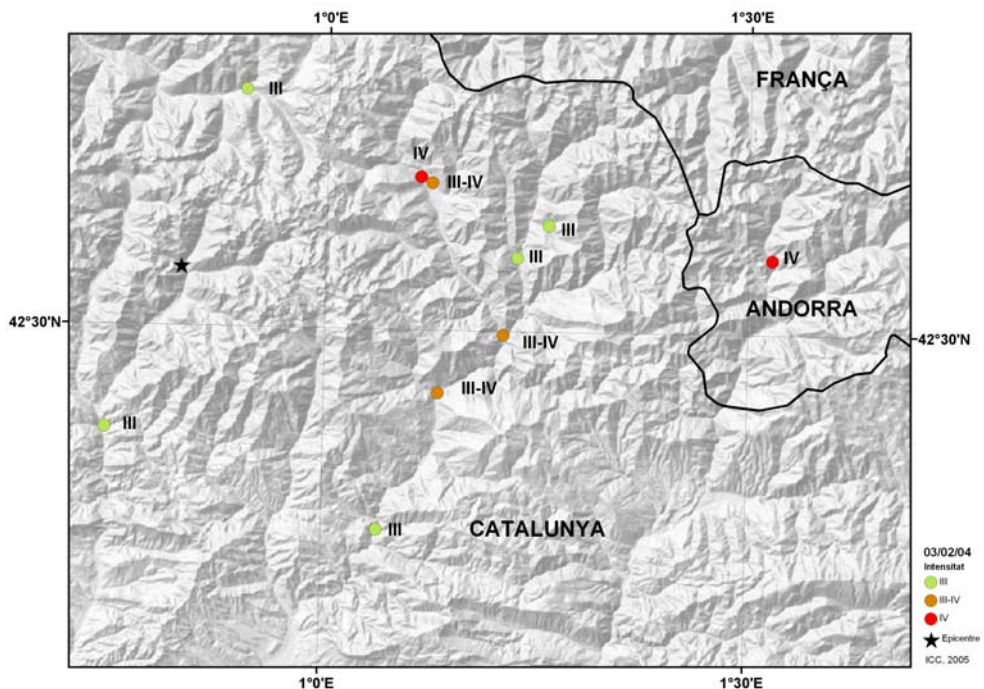 1°0'E
1°30'E
FRANÇA
III
IV
III-IV
III
III
IV
ANDORRA
42°30'N
III-IV
42°30'N
III-IV
III
III
CATALUNYA
03/02/04
Intensitat
III
III-IV
IV
Epicentre
ICC, 2005
1°0'E
1°30'E